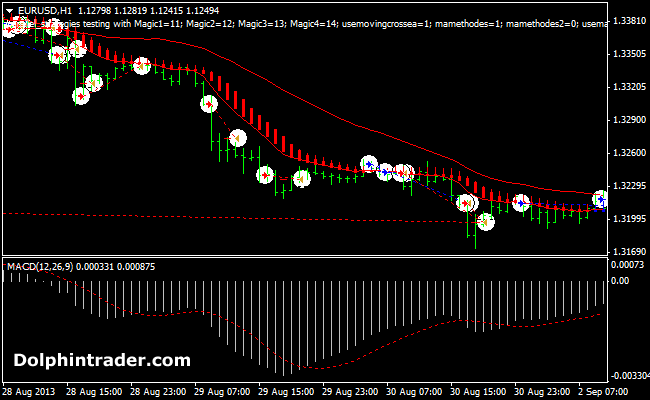 EURUSD,H1 1.12798 1.12819 1.12415 1.12494
strategies testing with Magic1=11; Magic2=12; Magic3=13; Magic4=14; usemovingcrossea=1; mamethodes=1; mamethodes2=0; usema
1.33810
1.33505
1.33205
1.32900
1.32600
1.32295
1.31995
1.31690
MACD(12,26,9) 0.000331 0.000875
0.00073
0.00
-0.003304
Dolphintrader.com
28 Aug 2013 28 Aug 15:00 28 Aug 23:00 29 Aug 07:00 29 Aug 15:00 29 Aug 23:00 30 Aug 07:00 30 Aug 15:00 30 Aug 23:00 2 Sep 07:00